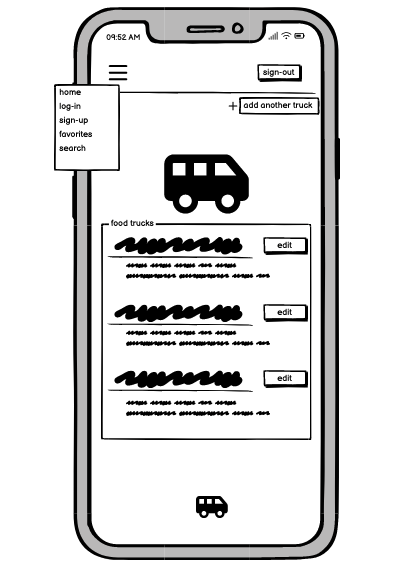 09:52 AM
sign-out
home
log-in
sign-up
favorites
search
+ add another truck
food trucks
edit
edit
edit